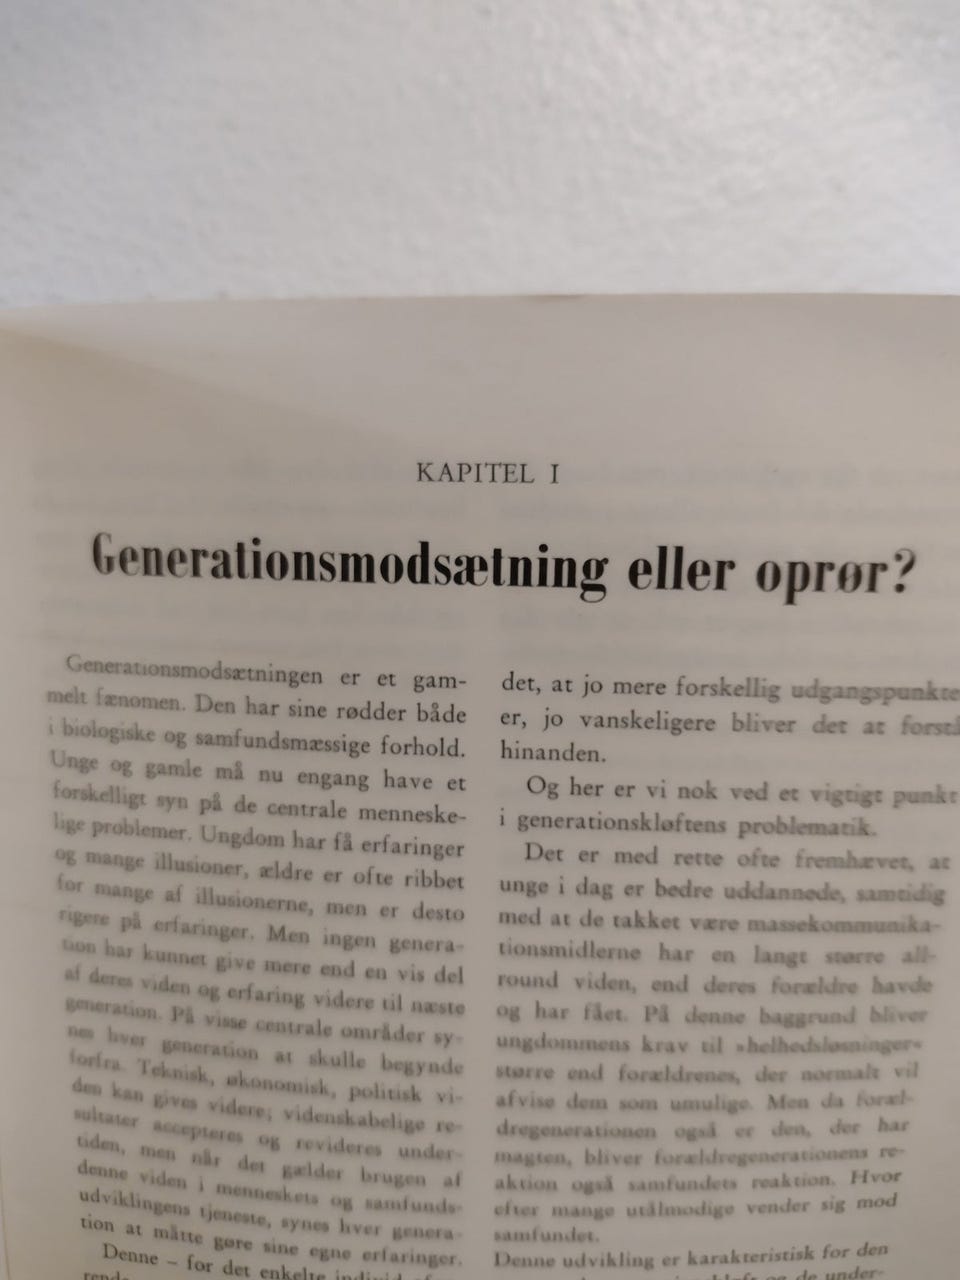 KAPITEL I
Generationsmodsætning eller oprør?
Generationsmodsætningen er et gam-
melt fænomen. Den har sine rødder både
i biologiske og samfundsmæssige forhold.
Unge og gamle må nu engang have et
forskelligt syn på de centrale menneske-
lige problemer. Ungdom har få erfaringer
og mange illusioner, ældre er ofte ribbet
for mange af illusionerne, men er desto
rigere på erfaringer. Men ingen genera-
tion har kunnet give mere end en vis del
af deres viden og erfaring videre til næste
generation. På visse centrale områder sy-
nes hver generation at skulle begynde
forfra. Teknisk, økonomisk, politisk vi-
den kan gives videre; videnskabelige re-
sultater accepteres og revideres under-
tiden, men når det gælder brugen af
denne viden i menneskets og samfunds-
udviklingens tjeneste, synes hver genera-
tion at måtte gøre sine egne erfaringer.
Denne – for det enkelte individ
det, at jo mere forskellig udgangspunkte
er, jo vanskeligere bliver det at forstå
hinanden.
Og her er vi nok ved et vigtigt punkt
i generationskløftens problematik.
Det er med rette ofte fremhævet, at
unge i dag er bedre uddannede, samtidig
med at de takket være massekommunika-
tionsmidlerne har en langt større all-
round viden, end deres forældre havde
og har fået. På denne baggrund bliver
ungdommens krav til »helhedsløsninger«
større end forældrenes, der normalt vil
afvise dem som umulige. Men da foræl-
dregenerationen også er den, der har
magten, bliver forældregenerationens re-
aktion også samfundets reaktion. Hvor
efter mange utålmodige vender sig mod
samfundet.
Denne udvikling er karakteristisk for den
og de under-